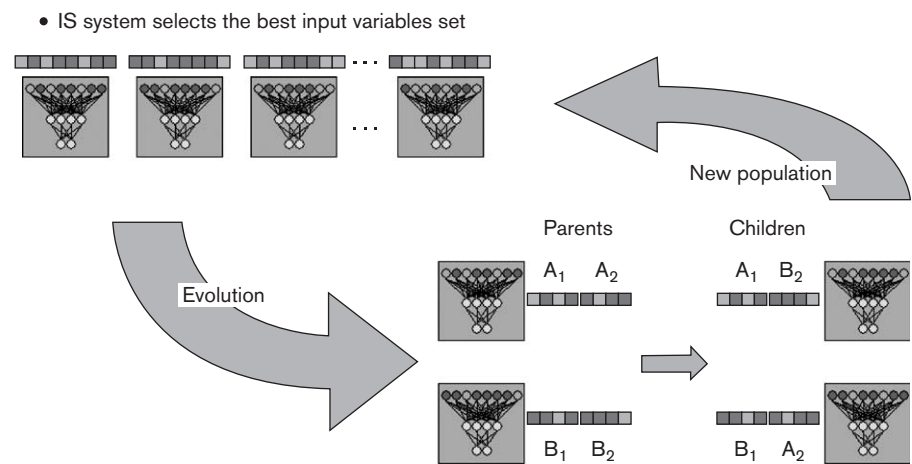 • IS system selects the best input variables set
...
...
New population
Evolution
Parents
Children
A₁ A₂
A₁ B₂
B₁ B₂
B₁ A₂